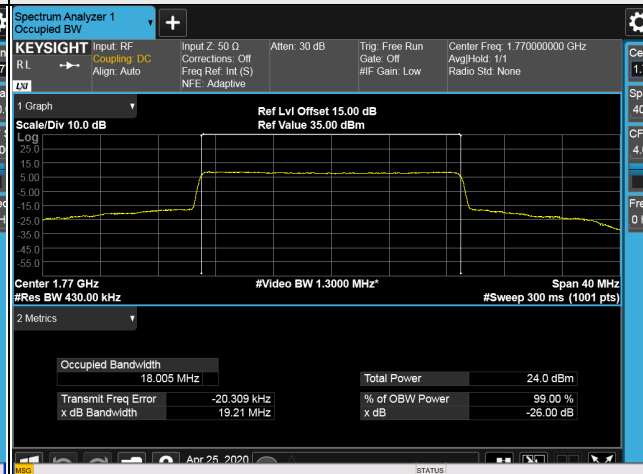 Spectrum Analyzer 1
Occupied BW
KEYSIGHT
RL
LXI
Input: RF
Coupling: DC
Align: Auto
Input Z: 50 Ω
Corrections: Off
Freq Ref: Int (S)
NFE: Adaptive
Atten: 30 dB
Trig: Free Run
Gate: Off
#IF Gain: Low
Center Freq: 1.770000000 GHz
Avg|Hold: 1/1
Radio Std: None
1 Graph
Scale/Div 10.0 dB
Ref Lvl Offset 15.00 dB
Ref Value 35.00 dBm
Log
25.0
15.0
5.00
-5.00
-15.0
-25.0
-35.0
-45.0
-55.0
Center 1.77 GHz
#Res BW 430.00 kHz
#Video BW 1.3000 MHz*
Span 40 MHz
#Sweep 300 ms (1001 pts)
2 Metrics
Occupied Bandwidth
18.005 MHz
Transmit Freq Error -20.309 kHz
x dB Bandwidth 19.21 MHz
Total Power 24.0 dBm
% of OBW Power 99.00 %
x dB -26.00 dB
Apr 25, 2020
MSG
STATUS